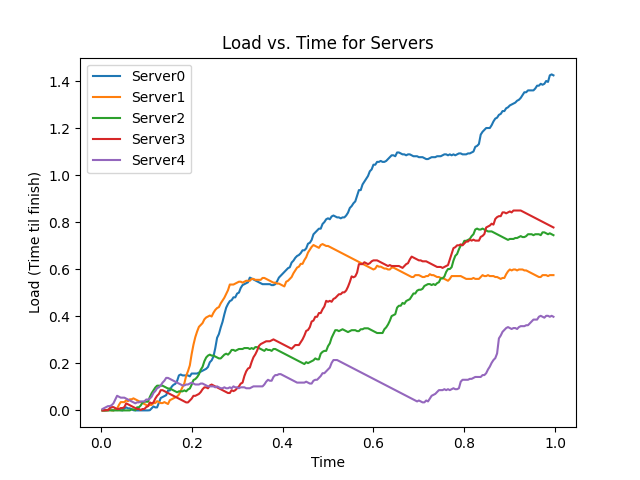 Load vs. Time for Servers
Load (Time til finish)
1.4
1.2
1.0
0.8
0.6
0.4
0.2
0.0
Server0
Server1
Server2
Server3
Server4
0.0 0.2 0.4 0.6 0.8 1.0
Time